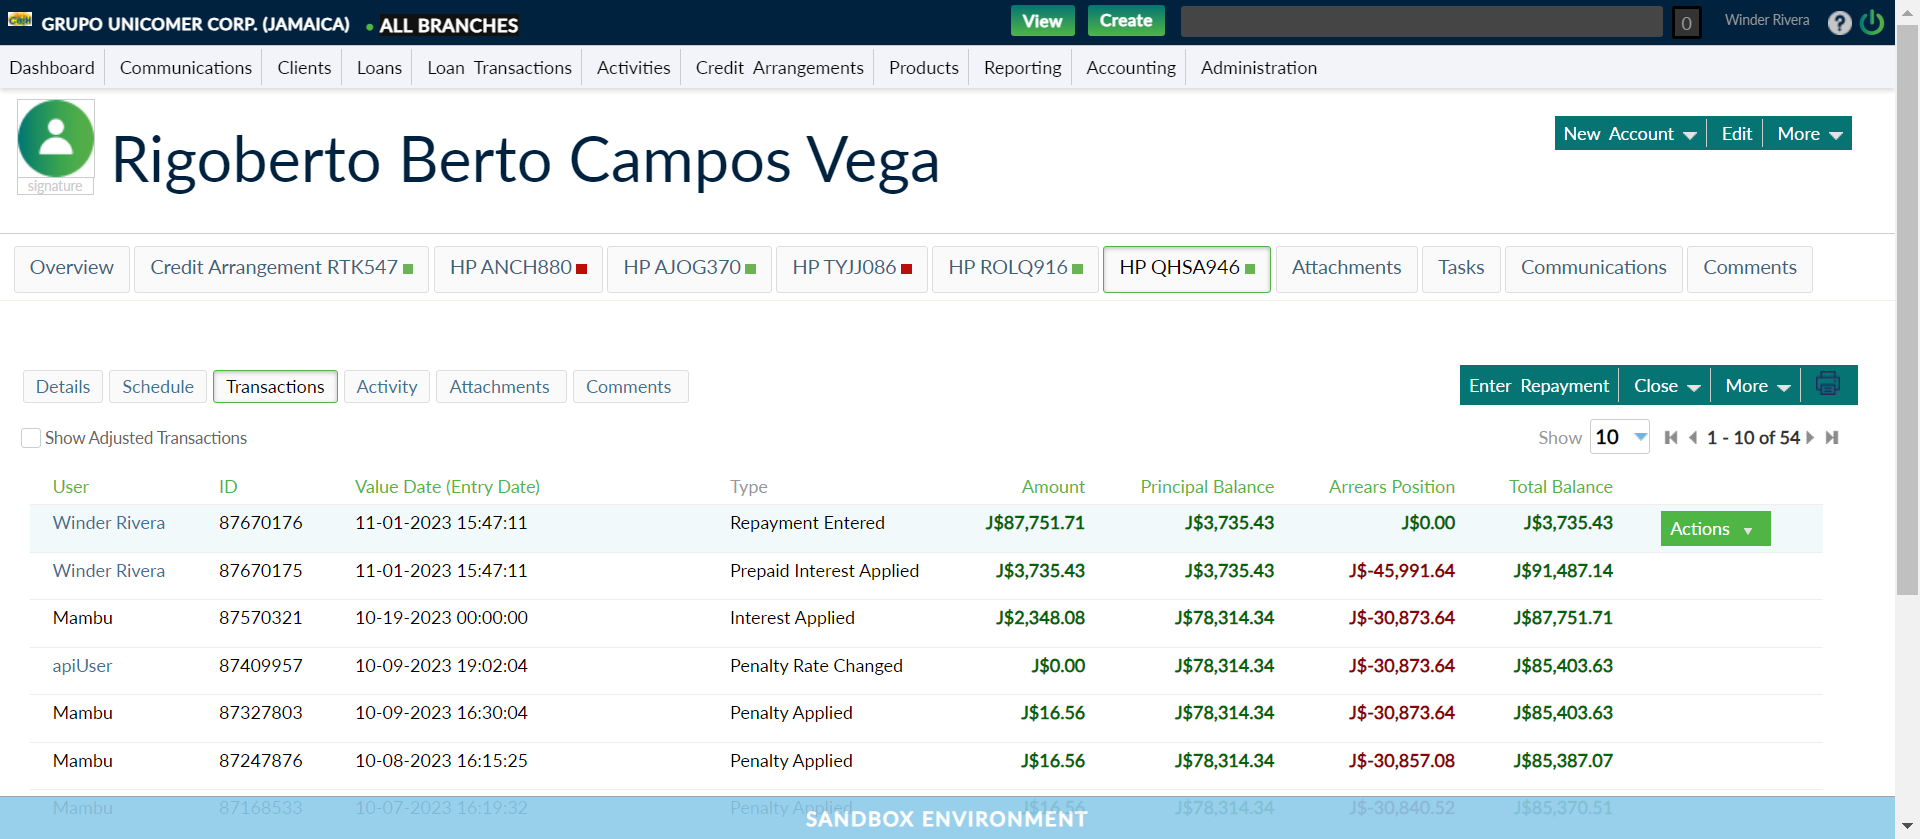 Cash GRUPO UNICOMER CORP. (JAMAICA) • ALL BRANCHES View Create 0 Winder Rivera ?
Dashboard Communications Clients Loans Loan Transactions Activities Credit Arrangements Products Reporting Accounting Administration
Rigoberto Berto Campos Vega
signature
New Account Edit More
Overview Credit Arrangement RTK547 HP ANCH880 HP AJOG370 HP TYJJ086 HP ROLQ916 HP QHSA946 Attachments Tasks Communications Comments
Details Schedule Transactions Activity Attachments Comments Enter Repayment Close More
Show Adjusted Transactions Show 10 1 - 10 of 54
User ID Value Date (Entry Date) Type Amount Principal Balance Arrears Position Total Balance
Winder Rivera 87670176 11-01-2023 15:47:11 Repayment Entered J$87,751.71 J$3,735.43 J$0.00 J$3,735.43 Actions
Winder Rivera 87670175 11-01-2023 15:47:11 Prepaid Interest Applied J$3,735.43 J$3,735.43 J$-45,991.64 J$91,487.14
Mambu 87570321 10-19-2023 00:00:00 Interest Applied J$2,348.08 J$78,314.34 J$-30,873.64 J$87,751.71
apiUser 87409957 10-09-2023 19:02:04 Penalty Rate Changed J$0.00 J$78,314.34 J$-30,873.64 J$85,403.63
Mambu 87327803 10-09-2023 16:30:04 Penalty Applied J$16.56 J$78,314.34 J$-30,873.64 J$85,403.63
Mambu 87247876 10-08-2023 16:15:25 Penalty Applied J$16.56 J$78,314.34 J$-30,857.08 J$85,387.07
Mambu 87168533 10-07-2023 16:19:32 Penalty Applied J$16.56 J$78,314.34 J$-30,840.52 J$85,370.51
SANDBOX ENVIRONMENT